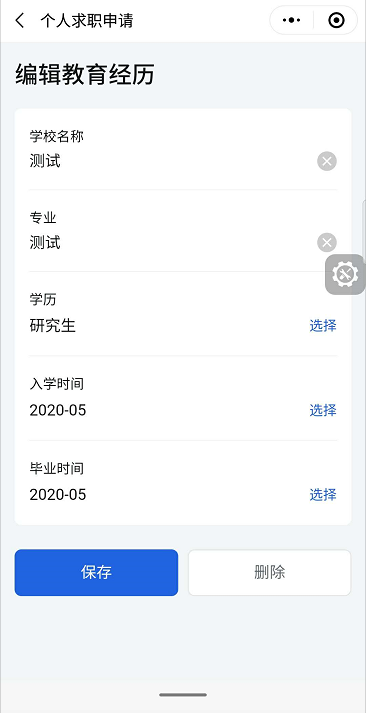 个人求职申请
编辑教育经历
学校名称
测试
专业
测试
学历
研究生
选择
入学时间
2020-05
选择
毕业时间
2020-05
选择
保存
删除